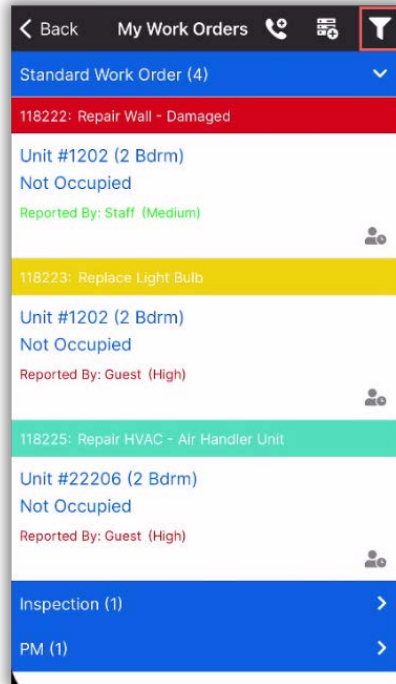 Back My Work Orders
Standard Work Order (4)
118222: Repair Wall - Damaged
Unit #1202 (2 Bdrm)
Not Occupied
Reported By: Staff (Medium)
118223: Replace Light Bulb
Unit #1202 (2 Bdrm)
Not Occupied
Reported By: Guest (High)
118225: Repair HVAC - Air Handler Unit
Unit #22206 (2 Bdrm)
Not Occupied
Reported By: Guest (High)
Inspection (1)
PM (1)